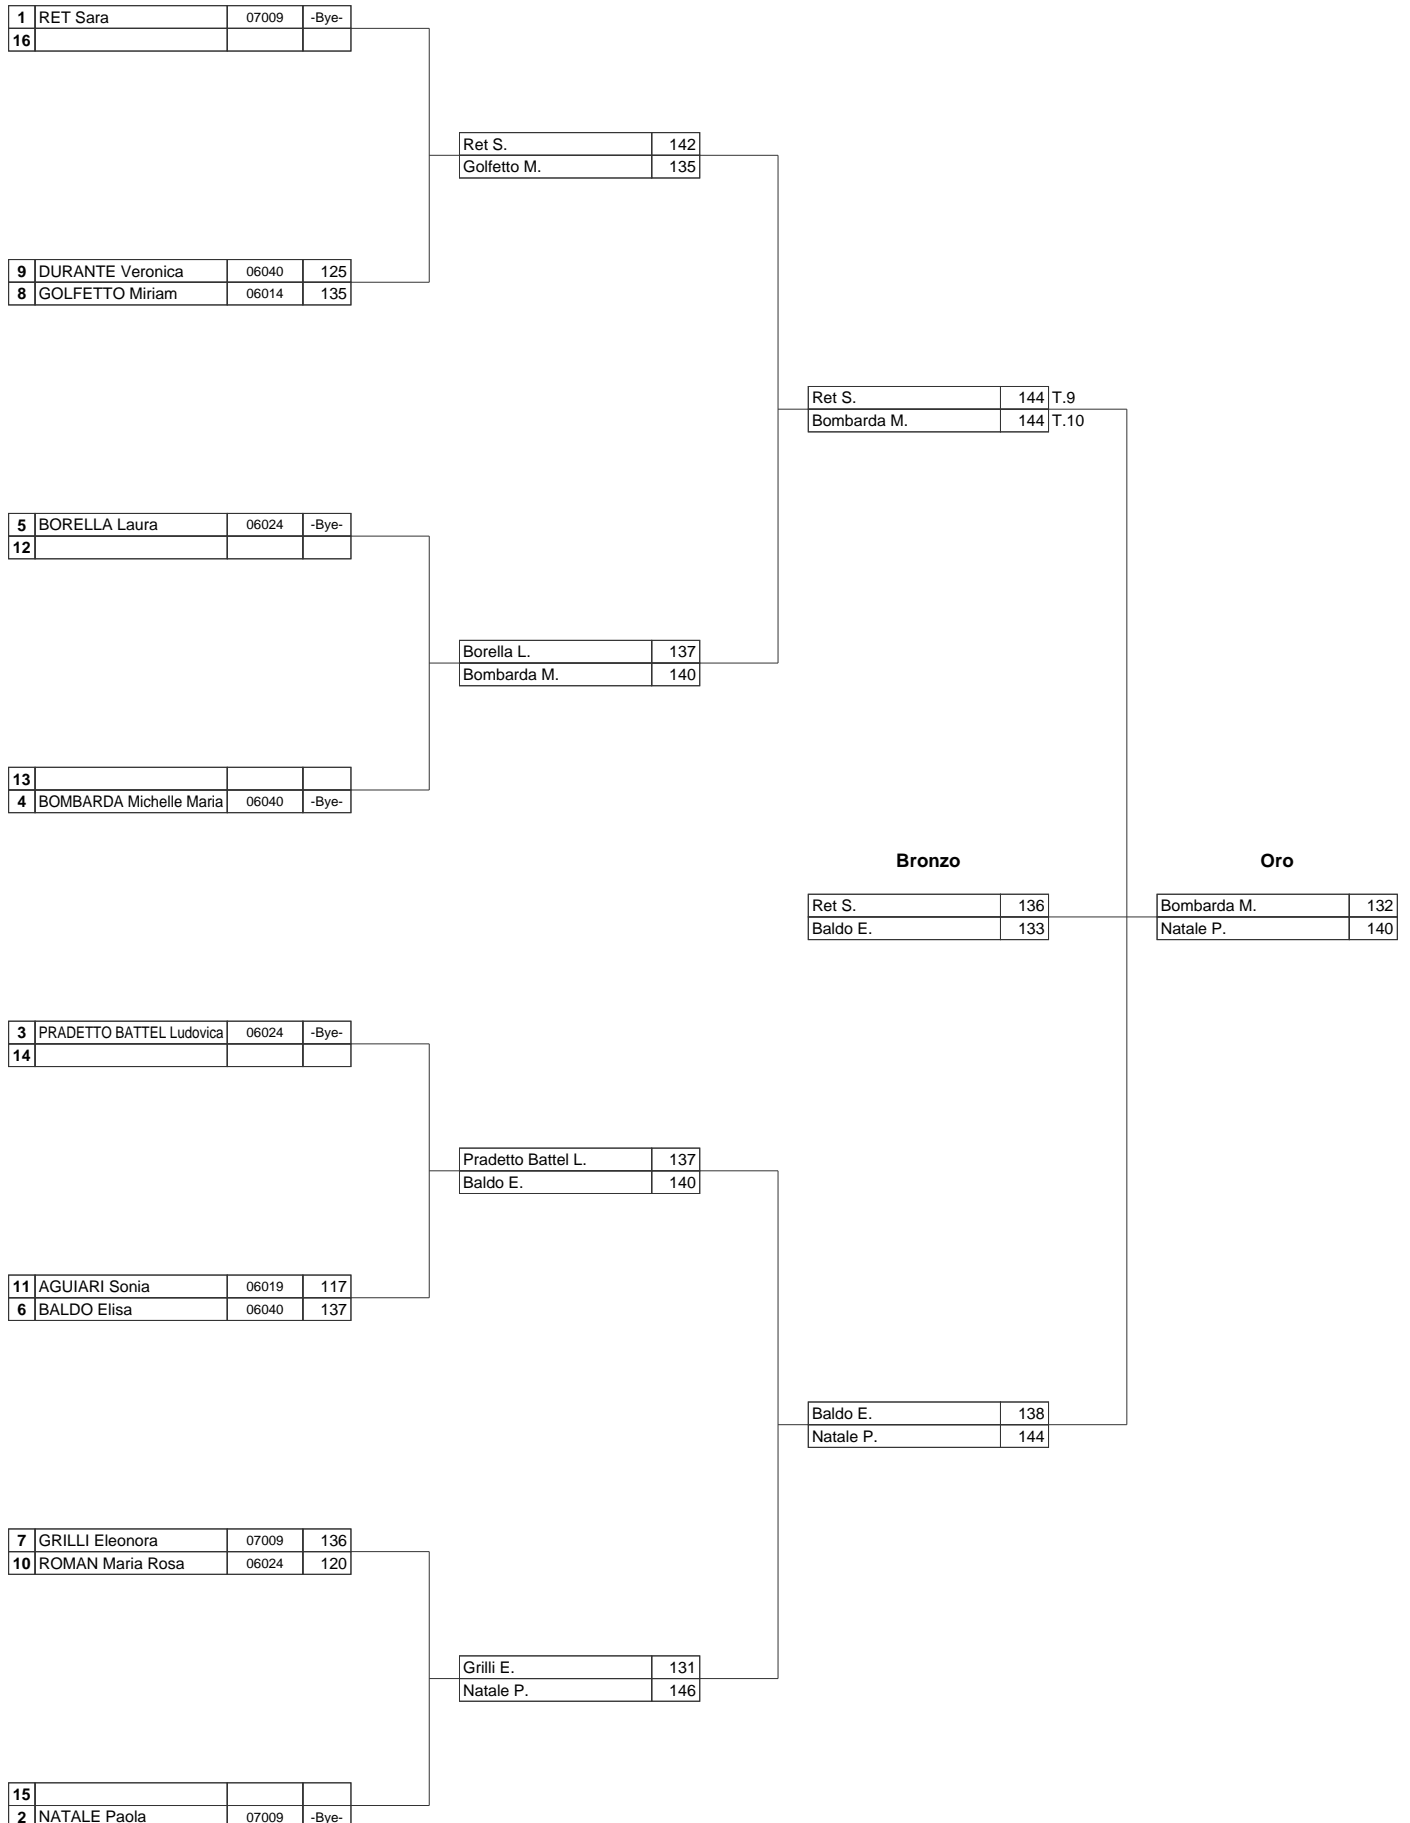 1 RET Sara 07009 -Bye-
16
Ret S. 142
Golfetto M. 135
9 DURANTE Veronica 06040 125
8 GOLFETTO Miriam 06014 135
Ret S. 144 T.9
Bombarda M. 144 T.10
5 BORELLA Laura 06024 -Bye-
12
Borella L. 137
Bombarda M. 140
13
4 BOMBARDA Michelle Maria 06040 -Bye-
Bronzo Oro
Ret S. 136 Bombarda M. 132
Baldo E. 133 Natale P. 140
3 PRADETTO BATTEL Ludovica 06024 -Bye-
14
Pradetto Battel L. 137
Baldo E. 140
11 AGUIARI Sonia 06019 117
6 BALDO Elisa 06040 137
Baldo E. 138
Natale P. 144
7 GRILLI Eleonora 07009 136
10 ROMAN Maria Rosa 06024 120
Grilli E. 131
Natale P. 146
15
2 NATALE Paola 07009 -Bye-